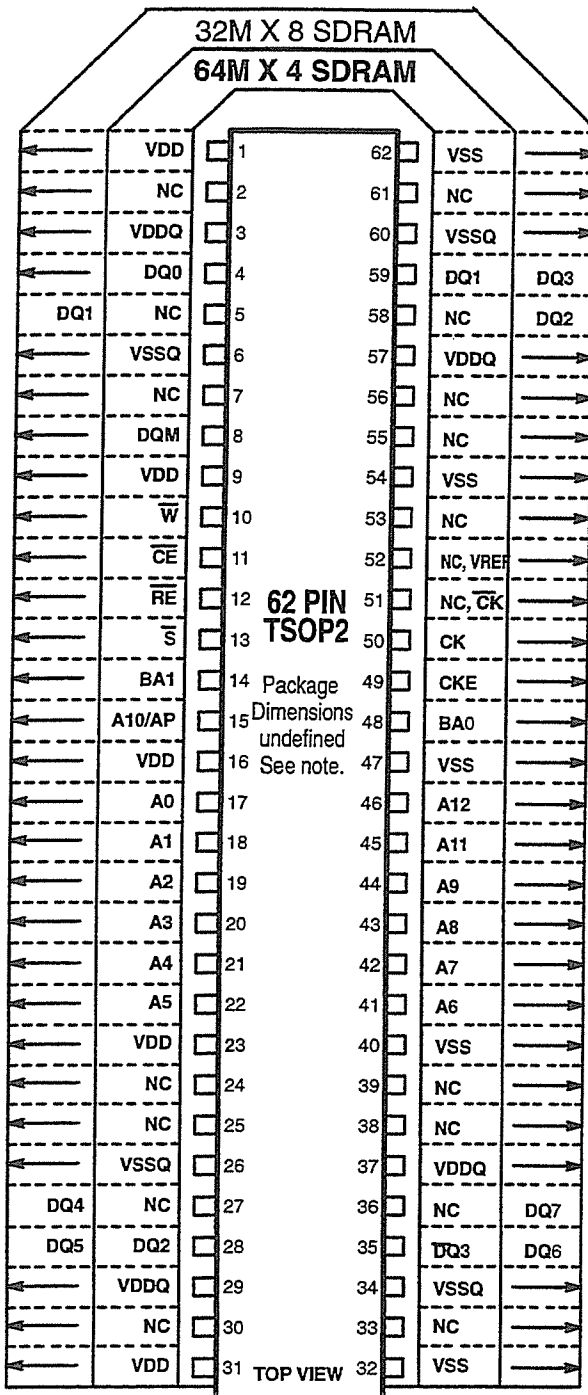 32M X 8 SDRAM
64M X 4 SDRAM
VDD 1 62 VSS
NC 2 61 NC
VDDQ 3 60 VSSQ
DQ0 4 59 DQ1 DQ3
DQ1 NC 5 58 NC DQ2
VSSQ 6 57 VDDQ
NC 7 56 NC
DQM 8 55 NC
VDD 9 54 VSS
W̅ 10 53 NC
C̅E̅ 11 52 NC, VREF
R̅E̅ 12 62 PIN 51 NC, C̅K̅
S̅ 13 TSOP2 50 CK
BA1 14 Package 49 CKE
A10/AP 15 Dimensions 48 BA0
VDD 16 undefined 47 VSS
See note.
A0 17 46 A12
A1 18 45 A11
A2 19 44 A9
A3 20 43 A8
A4 21 42 A7
A5 22 41 A6
VDD 23 40 VSS
NC 24 39 NC
NC 25 38 NC
VSSQ 26 37 VDDQ
DQ4 NC 27 36 NC DQ7
DQ5 DQ2 28 35 DQ3 DQ6
VDDQ 29 34 VSSQ
NC 30 33 NC
VDD 31 TOP VIEW 32 VSS